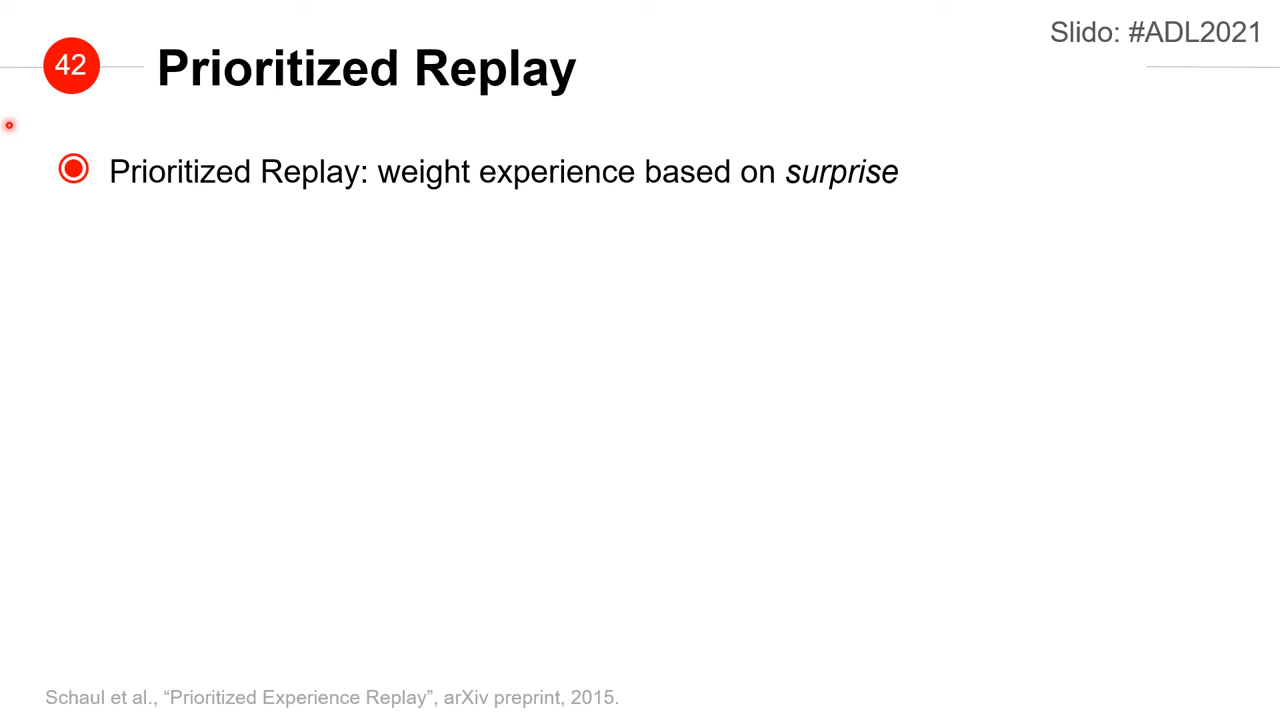 Slido: #ADL2021
42
Prioritized Replay
Prioritized Replay: weight experience based on surprise
Schaul et al., “Prioritized Experience Replay”, arXiv preprint, 2015.